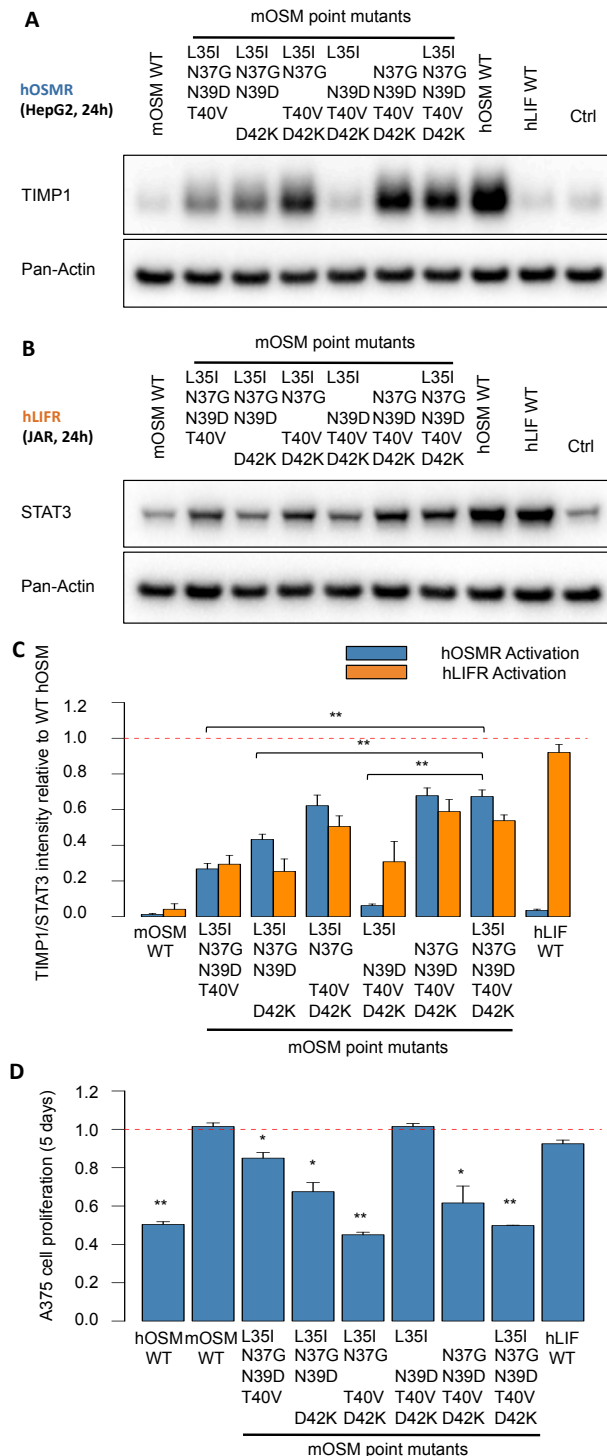 A
mOSM point mutants
hOSMR
(HepG2, 24h)
mOSM WT
L35I
N37G
N39D
T40V
L35I
N37G
N39D
D42K
L35I
N37G
T40V
D42K
L35I
N39D
T40V
D42K
N37G
N39D
T40V
D42K
L35I
N37G
N39D
T40V
D42K
hOSM WT
hLIF WT
Ctrl
TIMP1
Pan-Actin
B
mOSM point mutants
hLIFR
(JAR, 24h)
mOSM WT
L35I
N37G
N39D
T40V
L35I
N37G
N39D
D42K
L35I
N37G
T40V
D42K
L35I
N39D
T40V
D42K
N37G
N39D
T40V
D42K
L35I
N37G
N39D
T40V
D42K
hOSM WT
hLIF WT
Ctrl
STAT3
Pan-Actin
C
hOSMR Activation
hLIFR Activation
TIMP1/STAT3 intensity relative to WT hOSM
1.2
1.0
0.8
0.6
0.4
0.2
0.0
**
**
**
mOSM
WT
L35I
N37G
N39D
T40V
L35I
N37G
N39D
D42K
L35I
N37G
T40V
D42K
L35I
N39D
T40V
D42K
N37G
N39D
T40V
D42K
L35I
N37G
N39D
T40V
D42K
hLIF
WT
mOSM point mutants
D
A375 cell proliferation (5 days)
1.2
1.0
0.8
0.6
0.4
0.2
0.0
**
*
*
**
*
**
hOSM
WT
mOSM
WT
L35I
N37G
N39D
T40V
L35I
N37G
N39D
D42K
L35I
N37G
T40V
D42K
L35I
N39D
T40V
D42K
N37G
N39D
T40V
D42K
L35I
N37G
N39D
T40V
D42K
hLIF
WT
mOSM point mutants